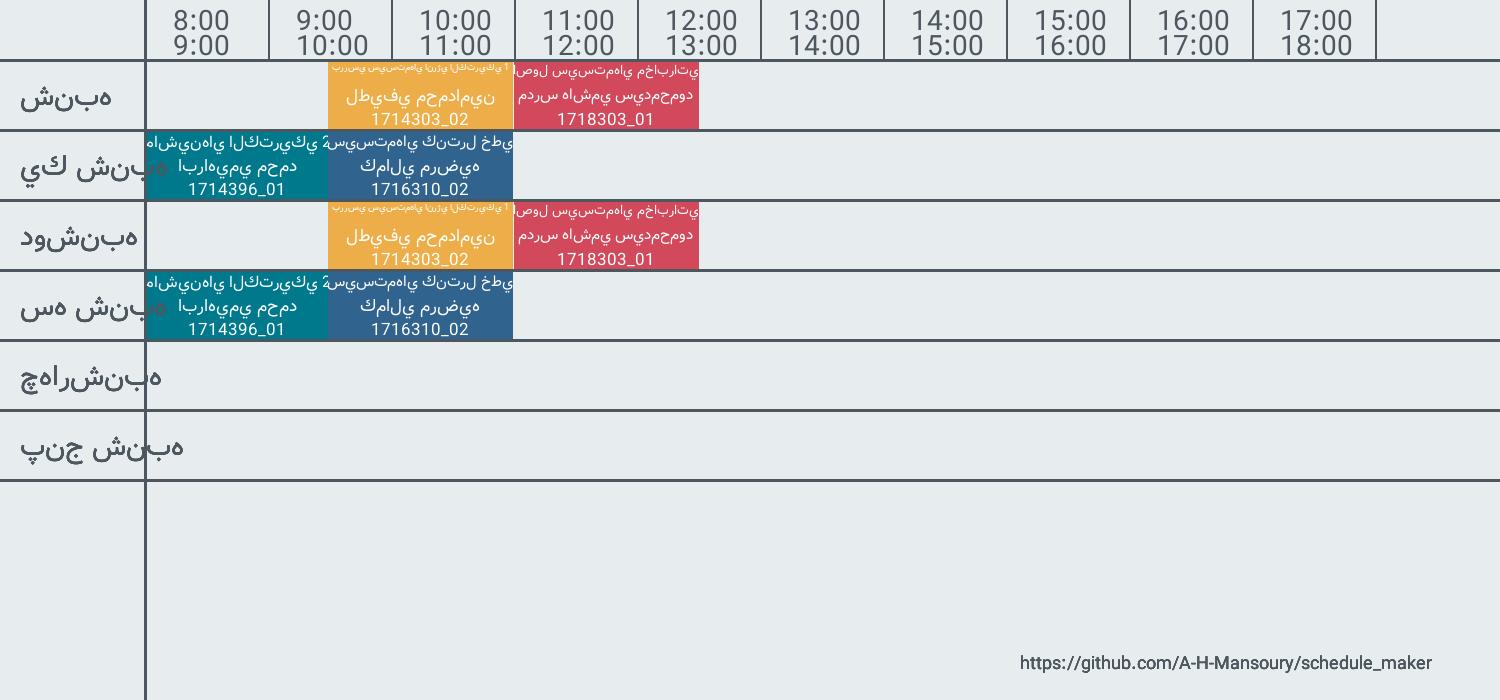 8:00 9:00 10:00 11:00 12:00 13:00 14:00 15:00 16:00 17:00
9:00 10:00 11:00 12:00 13:00 14:00 15:00 16:00 17:00 18:00
شنبه
بررسي سيستمهاي انرژي الكتريكي 1
لطيفي محمدامين
1714303_02
اصول سيستمهاي مخابراتي
مدرس هاشمي سيدمحمود
1718303_01
يك شنبه
ماشينهاي الكتريكي 2
ابراهيمي محمد
1714396_01
سيستمهاي كنترل خطي
كمالي مرضيه
1716310_02
دوشنبه
بررسي سيستمهاي انرژي الكتريكي 1
لطيفي محمدامين
1714303_02
اصول سيستمهاي مخابراتي
مدرس هاشمي سيدمحمود
1718303_01
سه شنبه
ماشينهاي الكتريكي 2
ابراهيمي محمد
1714396_01
سيستمهاي كنترل خطي
كمالي مرضيه
1716310_02
چهارشنبه
پنج شنبه
https://github.com/A-H-Mansoury/schedule_maker